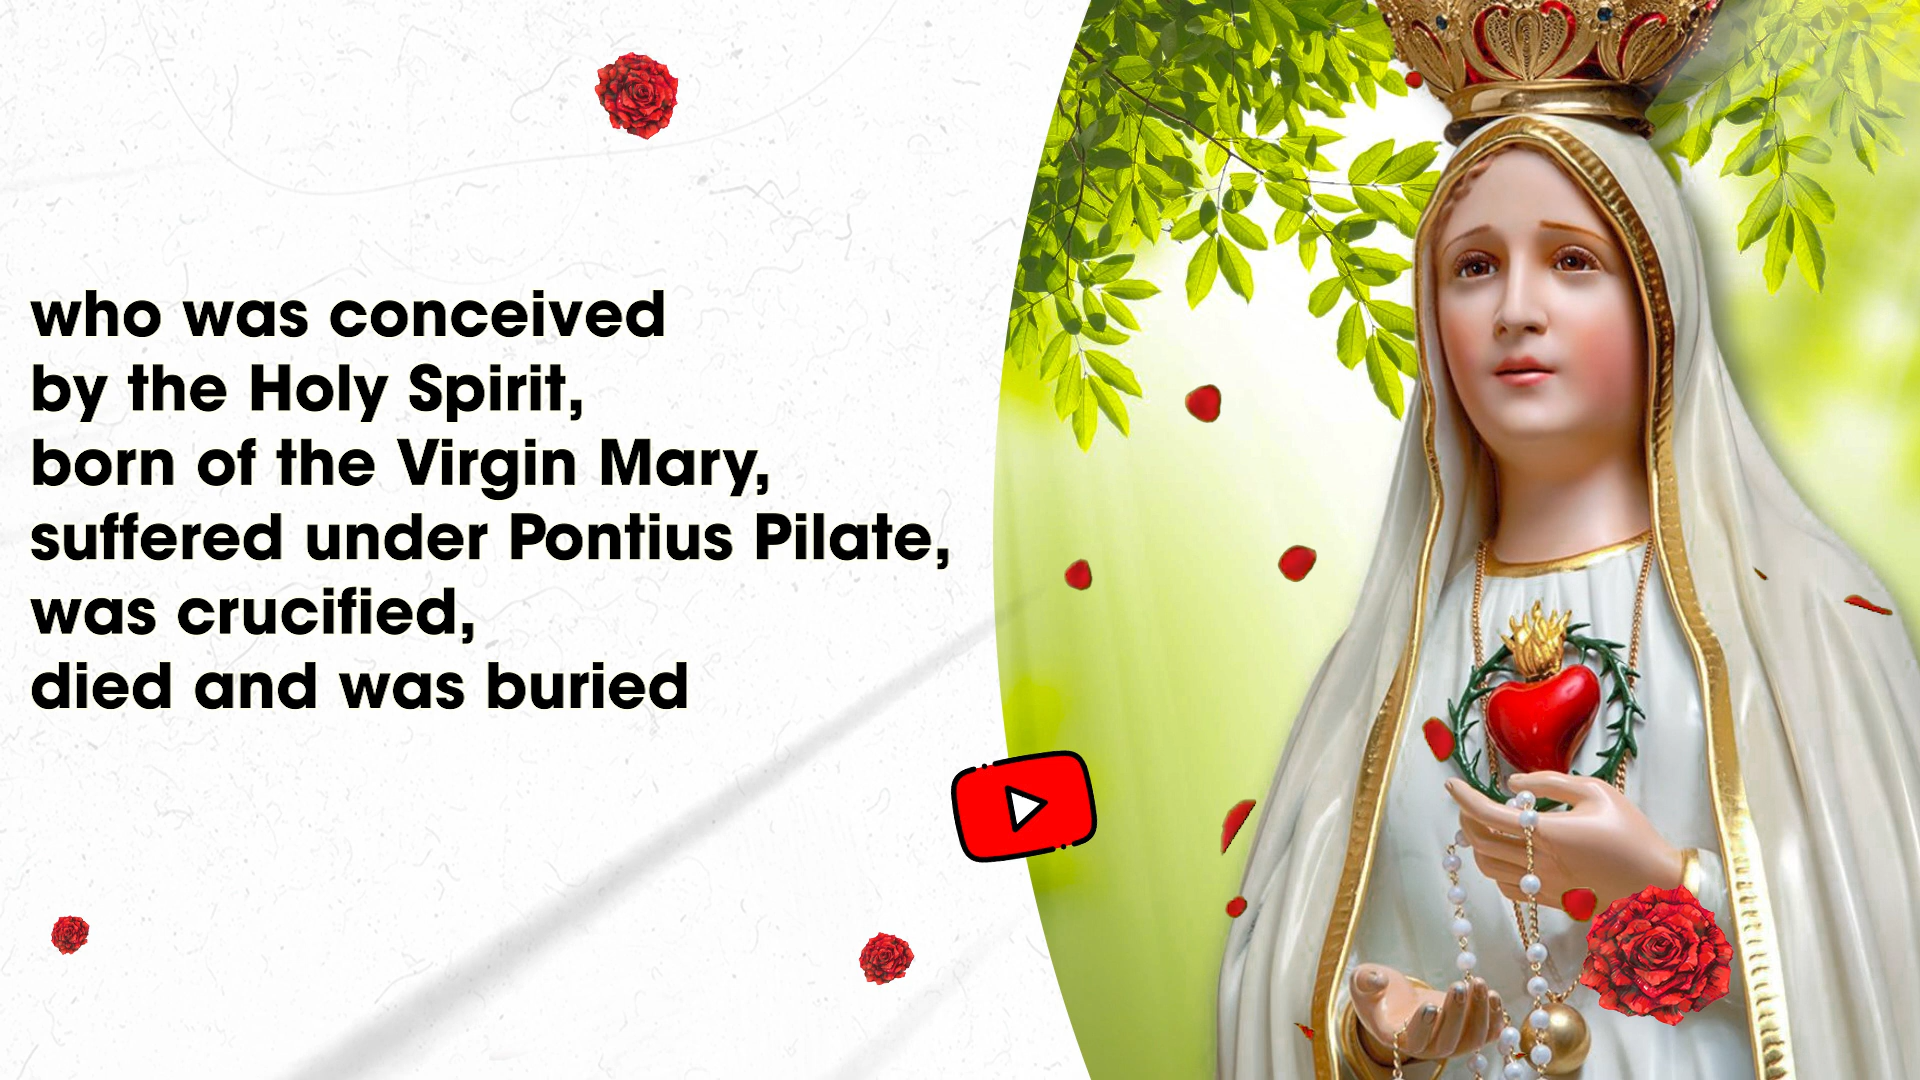 who was conceived
by the Holy Spirit,
born of the Virgin Mary,
suffered under Pontius Pilate,
was crucified,
died and was buried